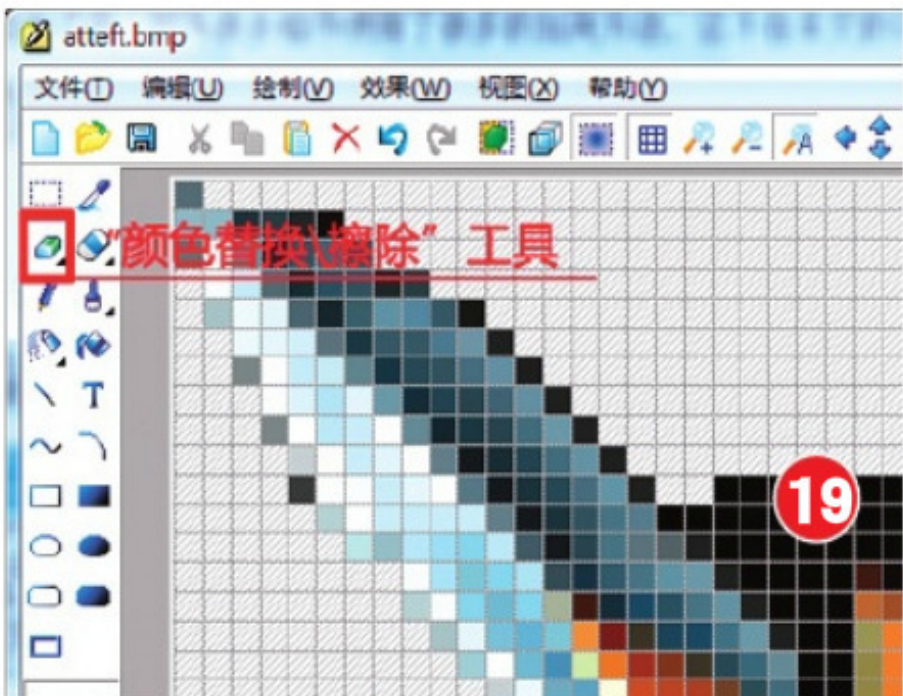 atteft.bmp
文件(T) 编辑(U) 绘制(V) 效果(W) 视图(X) 帮助(Y)
“颜色替换\擦除” 工具
T
19